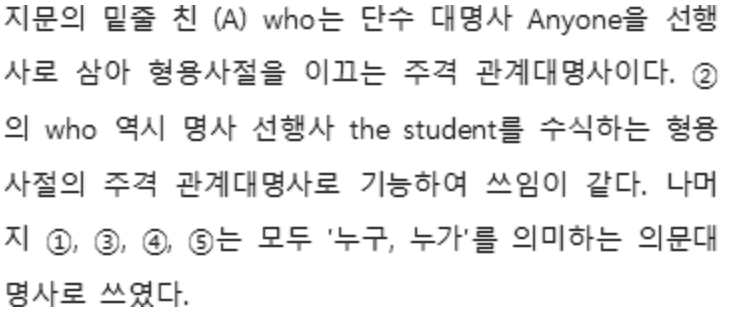 지문의 밑줄 친 (A) who는 단수 대명사 Anyone을 선행
사로 삼아 형용사절을 이끄는 주격 관계대명사이다. ②
의 who 역시 명사 선행사 the student를 수식하는 형용
사절의 주격 관계대명사로 기능하여 쓰임이 같다. 나머
지 ①, ③, ④, ⑤는 모두 '누구, 누가'를 의미하는 의문대
명사로 쓰였다.